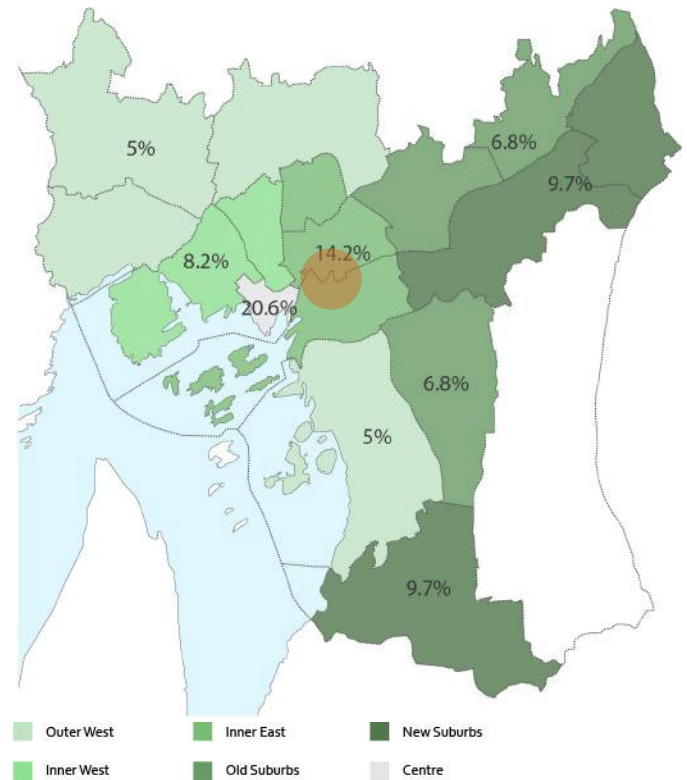 5%
6.8%
9.7%
14.2%
8.2%
20.6%
6.8%
5%
9.7%
Outer West
Inner East
New Suburbs
Inner West
Old Suburbs
Centre